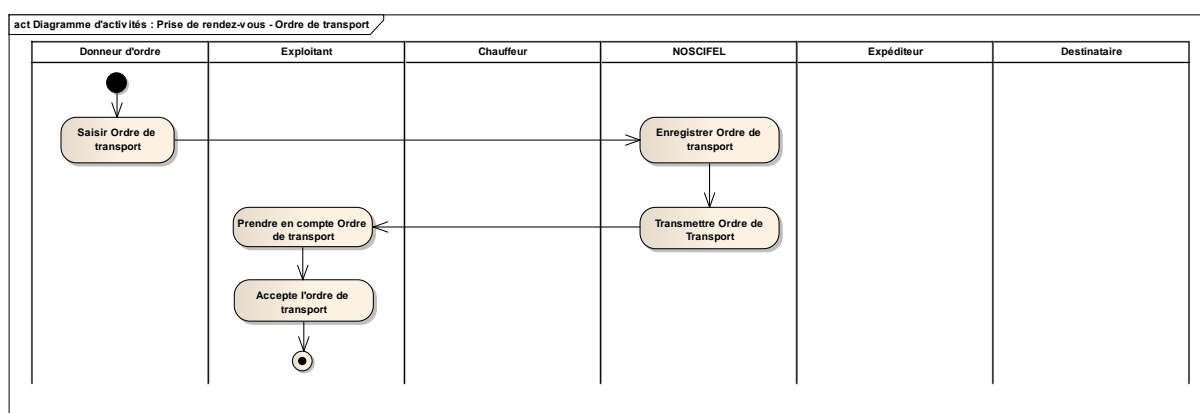 act Diagramme d'activités : Prise de rendez-vous - Ordre de transport
Donneur d'ordre
Exploitant
Chauffeur
NOSCIFEL
Expéditeur
Destinataire
Saisir Ordre de
transport
Enregistrer Ordre de
transport
Prendre en compte Ordre
de transport
Transmettre Ordre de
Transport
Accepte l'ordre de
transport